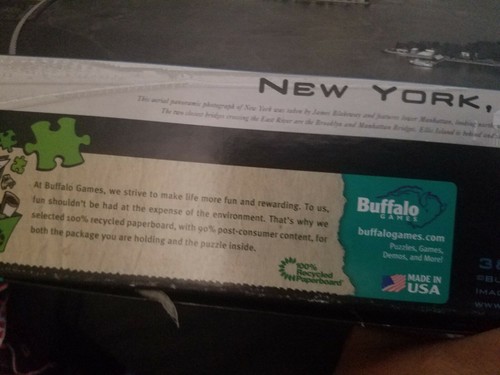 NEW YORK,
This aerial panoramic photograph of New York was taken by James Blakeway and features lower Manhattan, looking
The two closest bridges crossing the East River are the Brooklyn and Manhattan Bridges. Ellis Island is behind
At Buffalo Games, we strive to make life more fun and rewarding. To us,
fun shouldn't be had at the expense of the environment. That's why we
selected 100% recycled paperboard, with 90% post-consumer content, for
both the package you are holding and the puzzle inside.
100%
Recycled
Paperboard
Buffalo
GAMES
buffalogames.com
Puzzles, Games,
Demos, and More!
MADE IN
USA